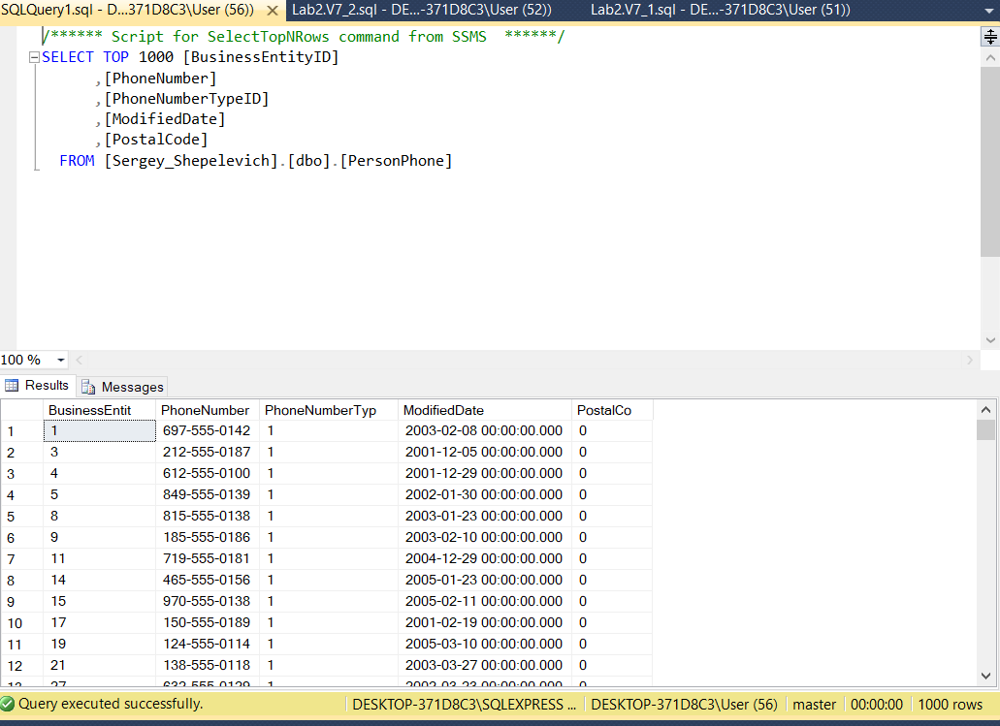 SQLQuery1.sql - D...371D8C3\User (56)) Lab2.V7_2.sql - DE...-371D8C3\User (52)) Lab2.V7_1.sql - DE...-371D8C3\User (51))
/****** Script for SelectTopNRows command from SSMS  ******/
SELECT TOP 1000 [BusinessEntityID]
,[PhoneNumber]
,[PhoneNumberTypeID]
,[ModifiedDate]
,[PostalCode]
FROM [Sergey_Shepelevich].[dbo].[PersonPhone]
100 %
Results Messages
BusinessEntit PhoneNumber PhoneNumberTyp ModifiedDate PostalCo
1 1 697-555-0142 1 2003-02-08 00:00:00.000 0
2 3 212-555-0187 1 2001-12-05 00:00:00.000 0
3 4 612-555-0100 1 2001-12-29 00:00:00.000 0
4 5 849-555-0139 1 2002-01-30 00:00:00.000 0
5 8 815-555-0138 1 2003-01-23 00:00:00.000 0
6 9 185-555-0186 1 2003-02-10 00:00:00.000 0
7 11 719-555-0181 1 2004-12-29 00:00:00.000 0
8 14 465-555-0156 1 2005-01-23 00:00:00.000 0
9 15 970-555-0138 1 2005-02-11 00:00:00.000 0
10 17 150-555-0189 1 2001-02-19 00:00:00.000 0
11 19 124-555-0114 1 2005-03-10 00:00:00.000 0
12 21 138-555-0118 1 2003-03-27 00:00:00.000 0
Query executed successfully. DESKTOP-371D8C3\SQLEXPRESS ... DESKTOP-371D8C3\User (56) master 00:00:00 1000 rows